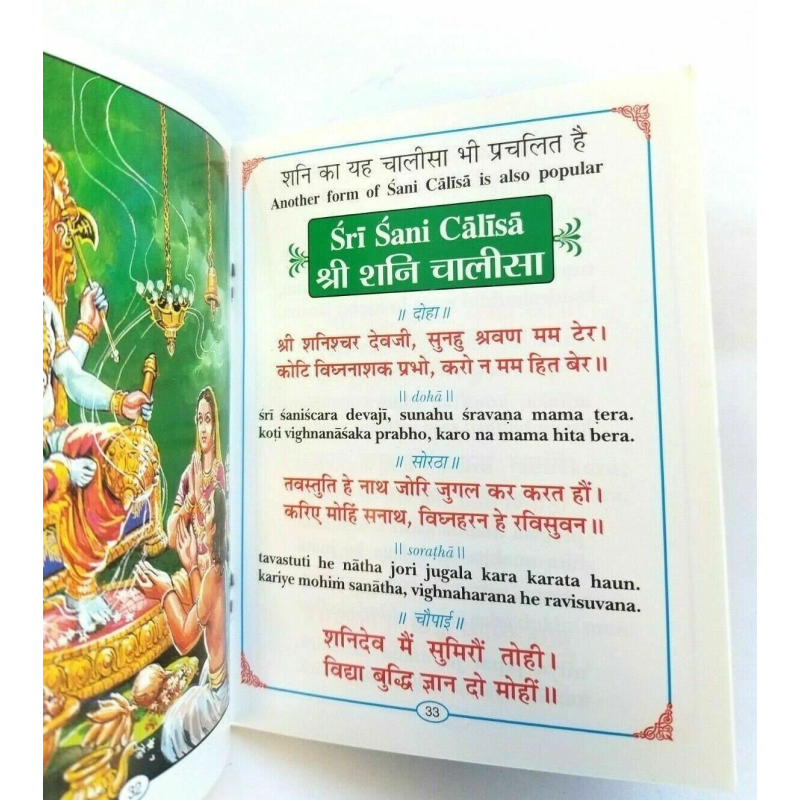 शनि का यह चालीसा भी प्रचलित है
Another form of Śani Cālīsā is also popular
Śrī Śani Cālīsā
श्री शनि चालीसा
॥ दोहा ॥
श्री शनिश्चर देवजी, सुनहु श्रवण मम टेर।
कोटि विघ्ननाशक प्रभो, करो न मम हित बेर॥
॥ dohā ॥
śrī śaniścara devajī, sunahu śravaṇa mama ṭera.
koṭi vighnanāśaka prabho, karo na mama hita bera.
॥ सोरठा ॥
तवस्तुति हे नाथ जोरि जुगल कर करत हौं।
करिए मोहिं सनाथ, विघ्नहरन हे रविसुवन॥
॥ soraṭhā ॥
tavastuti he nātha jori jugala kara karata haun.
kariye mohiṁ sanātha, vighnaharana he ravisuvana.
॥ चौपाई ॥
शनिदेव मैं सुमिरौं तोही।
विद्या बुद्धि ज्ञान दो मोहीं॥
33
32